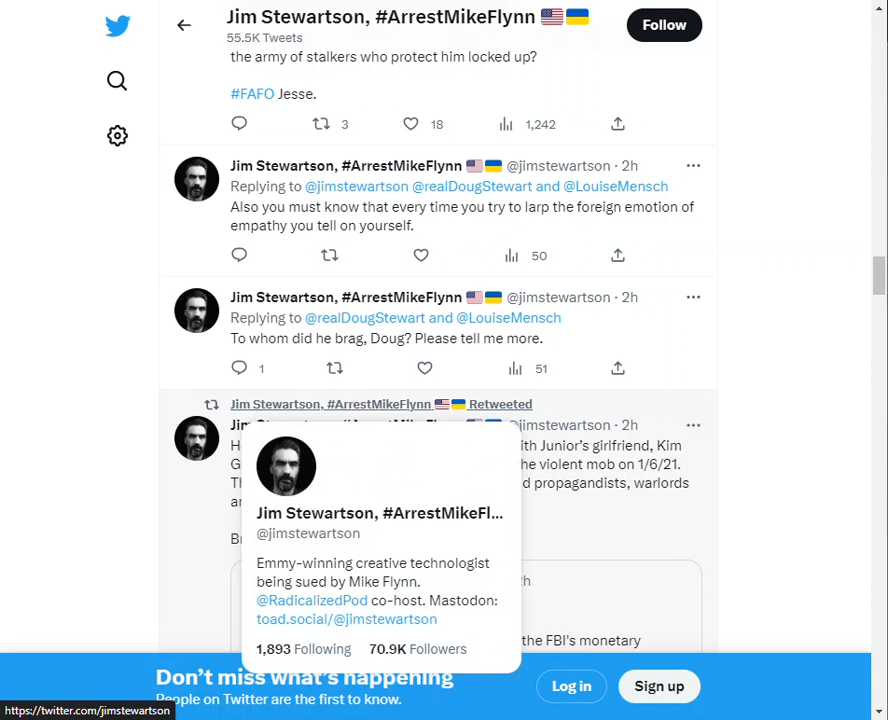 Jim Stewartson, #ArrestMikeFlynn 🇺🇸🇺🇦
55.5K Tweets
Follow
the army of stalkers who protect him locked up?
#FAFO Jesse.
3 18 1,242
Jim Stewartson, #ArrestMikeFlynn 🇺🇸🇺🇦 @jimstewartson · 2h
Replying to @jimstewartson @realDougStewart and @LouiseMensch
Also you must know that every time you try to larp the foreign emotion of
empathy you tell on yourself.
50
Jim Stewartson, #ArrestMikeFlynn 🇺🇸🇺🇦 @jimstewartson · 2h
Replying to @realDougStewart and @LouiseMensch
To whom did he brag, Doug? Please tell me more.
1 51
Jim Stewartson, #ArrestMikeFlynn 🇺🇸🇺🇦 Retweeted
@jimstewartson · 2h
ith Junior's girlfriend, Kim
he violent mob on 1/6/21.
d propagandists, warlords
Jim Stewartson, #ArrestMikeFl...
@jimstewartson
Emmy-winning creative technologist
being sued by Mike Flynn.
@RadicalizedPod co-host. Mastodon:
toad.social/@jimstewartson
1,893 Following 70.9K Followers
the FBI's monetary
Don't miss what's happening
People on Twitter are the first to know.
Log in
Sign up
https://twitter.com/jimstewartson